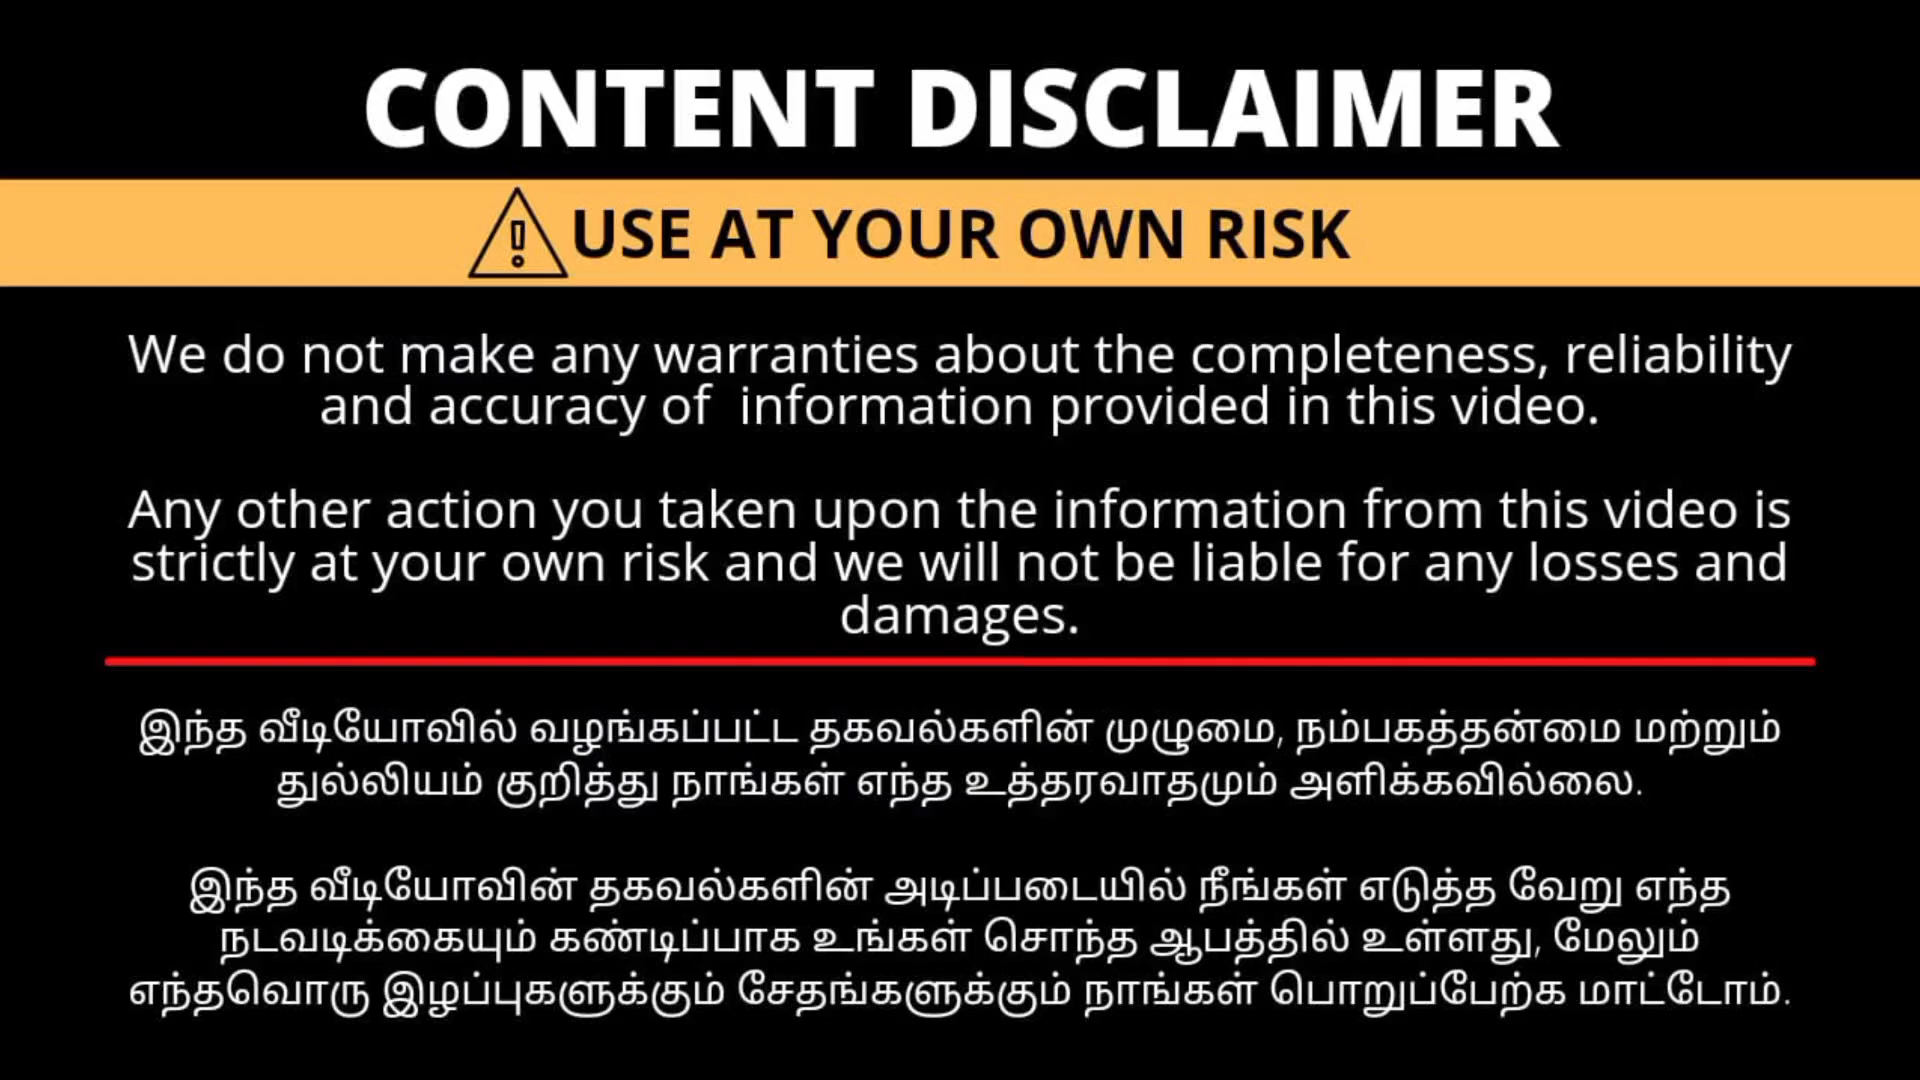 CONTENT DISCLAIMER
USE AT YOUR OWN RISK
We do not make any warranties about the completeness, reliability
and accuracy of  information provided in this video.
Any other action you taken upon the information from this video is
strictly at your own risk and we will not be liable for any losses and
damages.
இந்த வீடியோவில் வழங்கப்பட்ட தகவல்களின் முழுமை, நம்பகத்தன்மை மற்றும்
துல்லியம் குறித்து நாங்கள் எந்த உத்தரவாதமும் அளிக்கவில்லை.
இந்த வீடியோவின் தகவல்களின் அடிப்படையில் நீங்கள் எடுத்த வேறு எந்த
நடவடிக்கையும் கண்டிப்பாக உங்கள் சொந்த ஆபத்தில் உள்ளது, மேலும்
எந்தவொரு இழப்புகளுக்கும் சேதங்களுக்கும் நாங்கள் பொறுப்பேற்க மாட்டோம்.